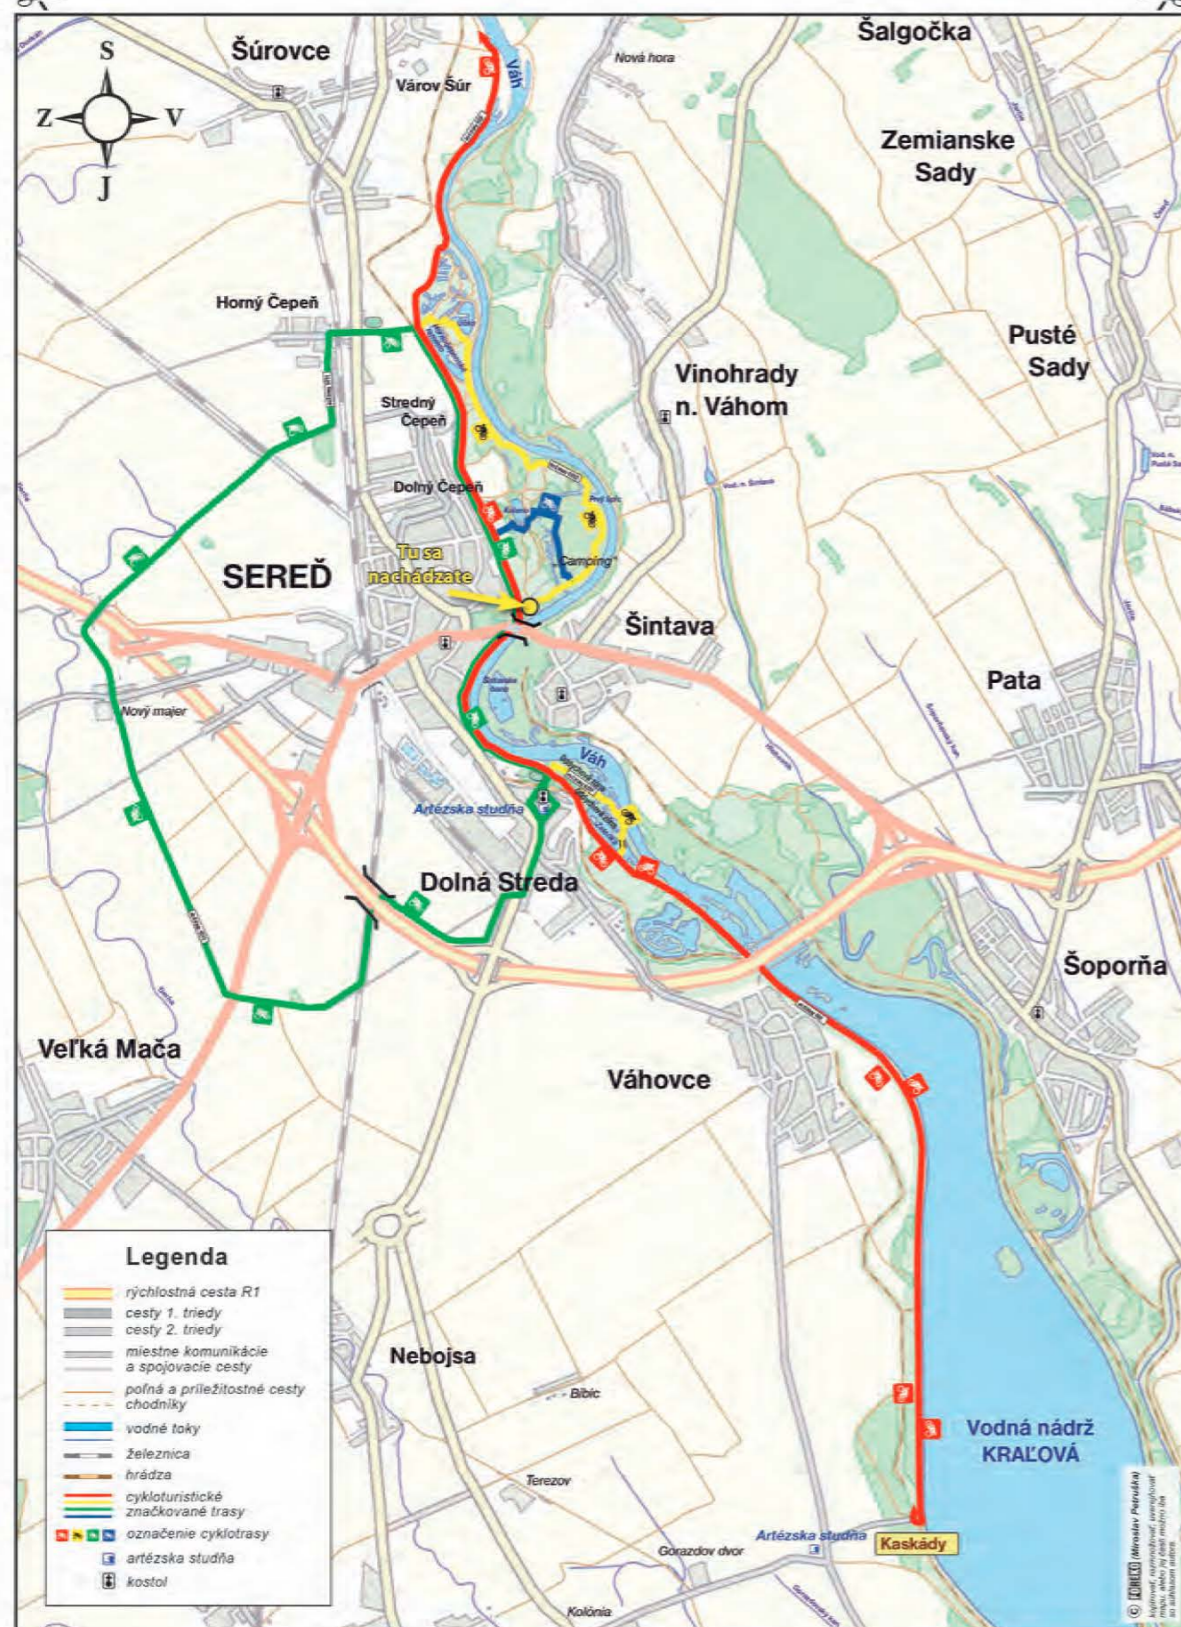 S
Z
V
J
Šúrovce
Várov Šúr
Váh
Nová hora
Šalgočka
Zemianske
Sady
Horný Čepeň
Stredný
Čepeň
Dolný Čepeň
Vinohrady
n. Váhom
Pusté
Sady
Vod. n. Šintava
SEREĎ
Tu sa
nachádzate
„Camping"
Šintava
Pata
Nový majer
Váh
Artézska studňa
Dolná Streda
Šoporňa
Veľká Mača
Váhovce
Legenda
rýchlostná cesta R1
cesty 1. triedy
cesty 2. triedy
miestne komunikácie
a spojovacie cesty
poľná a príležitostné cesty
chodníky
vodné toky
železnica
hrádza
cykloturistické
značkované trasy
označenie cyklotrasy
artézska studňa
kostol
Nebojsa
Bíbic
Terezov
Vodná nádrž
KRAĽOVÁ
Artézska studňa
Kaskády
Gorazdov dvor
Kolónia